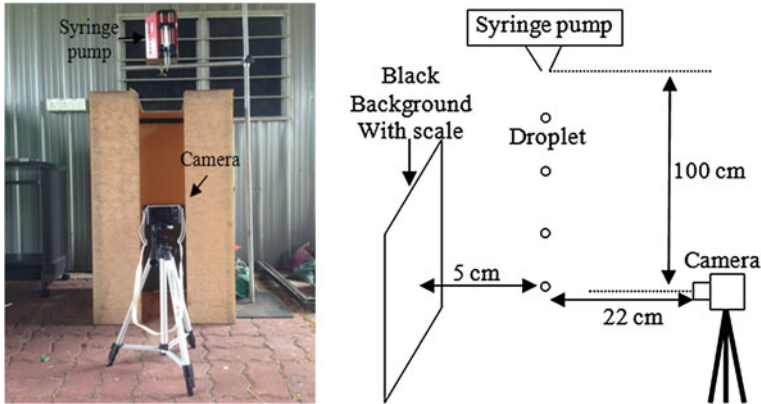 Syringe
pump
Camera
Syringe pump
Black
Background
With scale
Droplet
100 cm
5 cm
Camera
22 cm